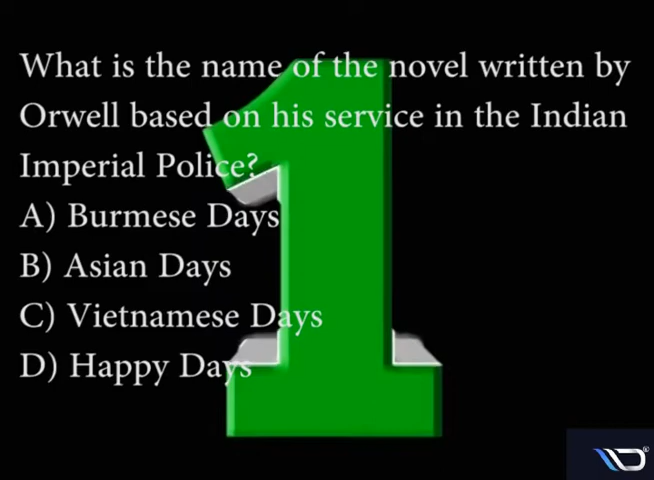 What is the name of the novel written by
Orwell based on his service in the Indian
Imperial Police?
A) Burmese Days
B) Asian Days
C) Vietnamese Days
D) Happy Days
1